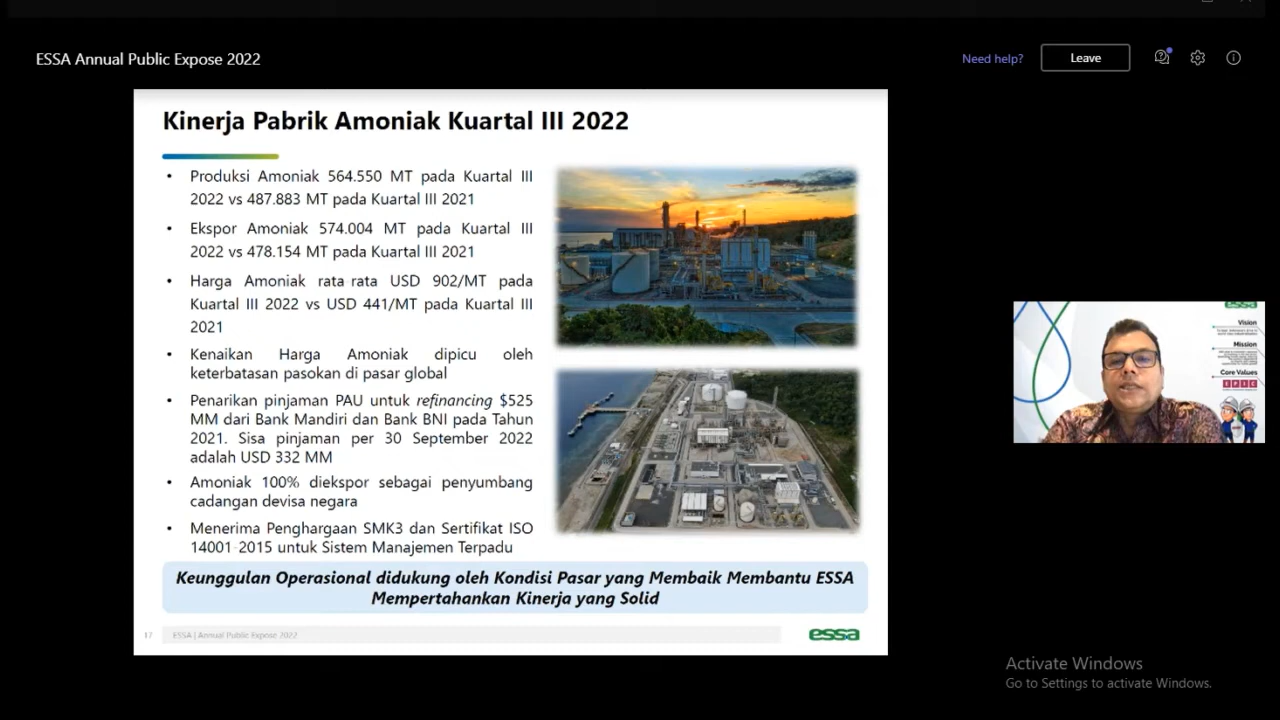 ESSA Annual Public Expose 2022
Need help?
Leave
Kinerja Pabrik Amoniak Kuartal III 2022
• Produksi Amoniak 564.550 MT pada Kuartal III
2022 vs 487.883 MT pada Kuartal III 2021
• Ekspor Amoniak 574.004 MT pada Kuartal III
2022 vs 478.154 MT pada Kuartal III 2021
• Harga Amoniak rata-rata USD 902/MT pada
Kuartal III 2022 vs USD 441/MT pada Kuartal III
2021
• Kenaikan Harga Amoniak dipicu oleh
keterbatasan pasokan di pasar global
• Penarikan pinjaman PAU untuk refinancing $525
MM dari Bank Mandiri dan Bank BNI pada Tahun
2021. Sisa pinjaman per 30 September 2022
adalah USD 332 MM
• Amoniak 100% diekspor sebagai penyumbang
cadangan devisa negara
• Menerima Penghargaan SMK3 dan Sertifikat ISO
14001-2015 untuk Sistem Manajemen Terpadu
Keunggulan Operasional didukung oleh Kondisi Pasar yang Membaik Membantu ESSA
Mempertahankan Kinerja yang Solid
17
ESSA | Annual Public Expose 2022
essa
essa
Vision
Mission
Core Values
EPIC
Activate Windows
Go to Settings to activate Windows.